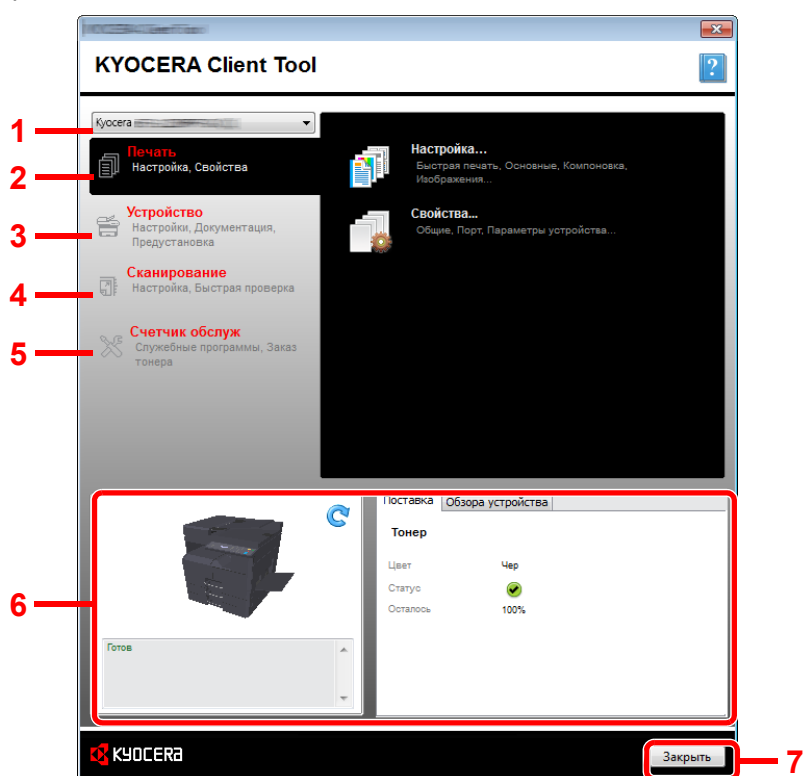 KYOCERA Client Tool
?
1
Kyocera
2
Печать
Настройка, Свойства
3
Устройство
Настройки, Документация,
Предустановка
4
Сканирование
Настройка, Быстрая проверка
5
Счетчик обслуж
Служебные программы, Заказ
тонера
Настройка...
Быстрая печать, Основные, Компоновка,
Изображения...
Свойства...
Общие, Порт, Параметры устройства...
6
Готов
Поставка
Обзора устройства
Тонер
Цвет Чер
Статус
Осталось 100%
KYOCERA
Закрыть
7